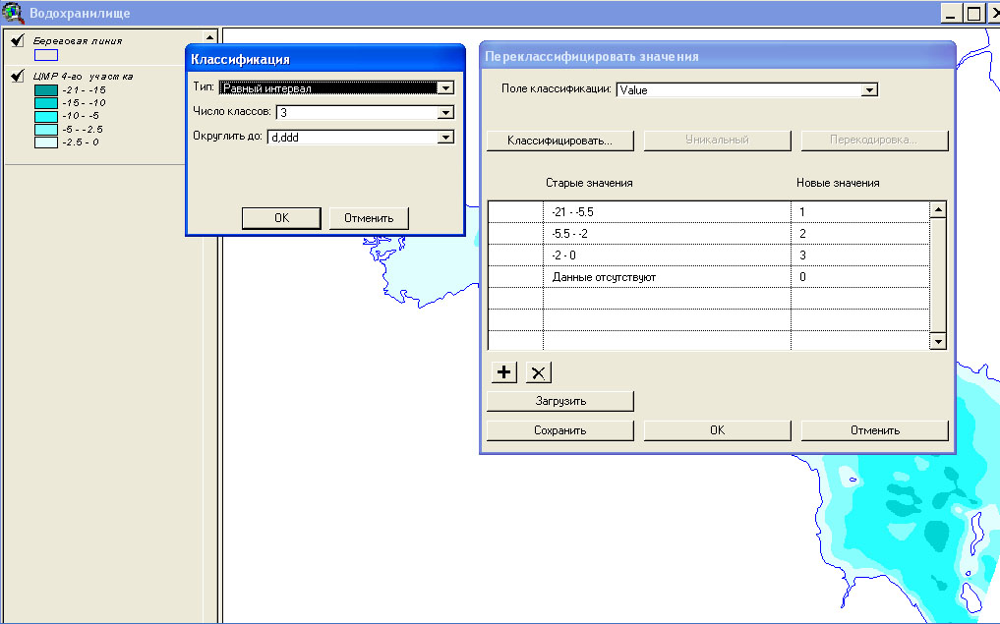 Водохранилище
Береговая линия
ЦМР 4-го участка
-21 - -15
-15 - -10
-10 - -5
-5 - -2.5
-2.5 - 0
Классификация
Тип: Равный интервал
Число классов: 3
Округлить до: d,ddd
OK Отменить
Переклассифицировать значения
Поле классификации: Value
Классифицировать... Уникальный Перекодировка...
Старые значения Новые значения
-21 - -5.5 1
-5.5 - -2 2
-2 - 0 3
Данные отсутствуют 0
Загрузить
Сохранить OK Отменить